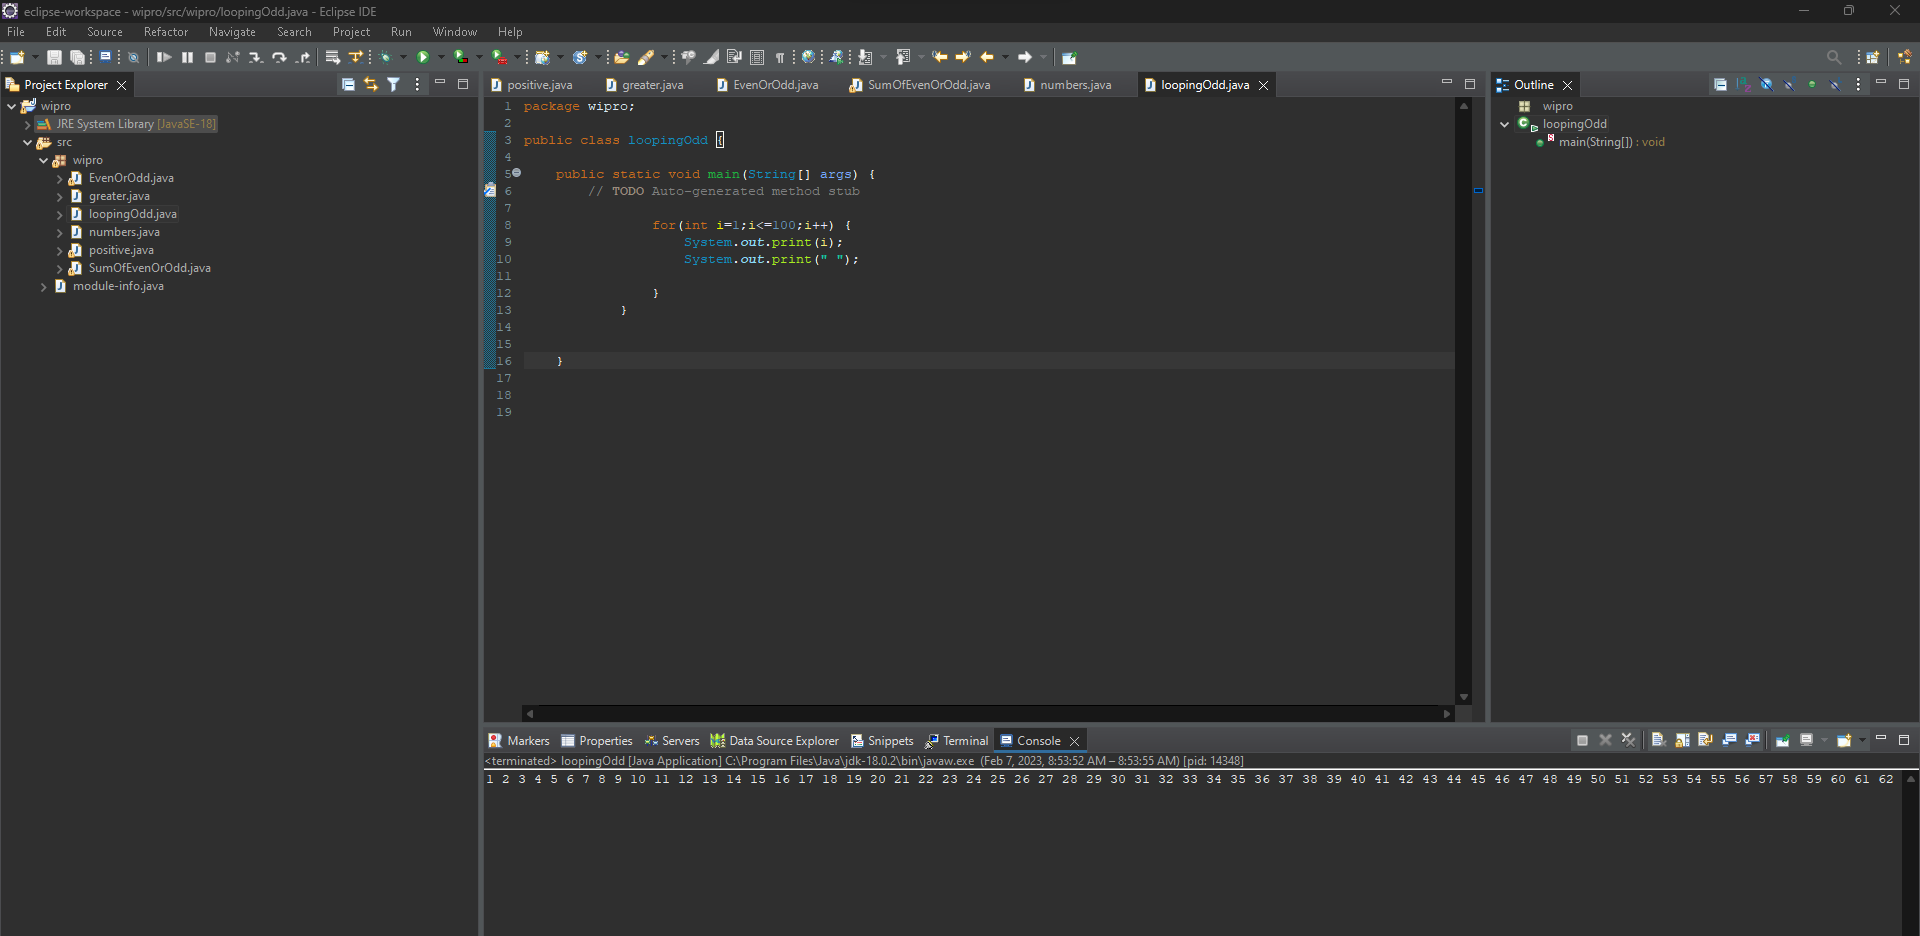 eclipse-workspace - wipro/src/wipro/loopingOdd.java - Eclipse IDE
File Edit Source Refactor Navigate Search Project Run Window Help
Project Explorer
wipro
JRE System Library [JavaSE-18]
src
wipro
EvenOrOdd.java
greater.java
loopingOdd.java
numbers.java
positive.java
SumOfEvenOrOdd.java
module-info.java
positive.java greater.java EvenOrOdd.java SumOfEvenOrOdd.java numbers.java loopingOdd.java
1 package wipro;
2
3 public class loopingOdd {
4
5 public static void main(String[] args) {
6 // TODO Auto-generated method stub
7
8 for(int i=1;i<=100;i++) {
9 System.out.print(i);
10 System.out.print(" ");
11
12 }
13 }
14
15
16 }
17
18
19
Outline
wipro
loopingOdd
main(String[]) : void
Markers Properties Servers Data Source Explorer Snippets Terminal Console
<terminated> loopingOdd [Java Application] C:\Program Files\Java\jdk-18.0.2\bin\javaw.exe (Feb 7, 2023, 8:53:52 AM – 8:53:55 AM) [pid: 14348]
1 2 3 4 5 6 7 8 9 10 11 12 13 14 15 16 17 18 19 20 21 22 23 24 25 26 27 28 29 30 31 32 33 34 35 36 37 38 39 40 41 42 43 44 45 46 47 48 49 50 51 52 53 54 55 56 57 58 59 60 61 62